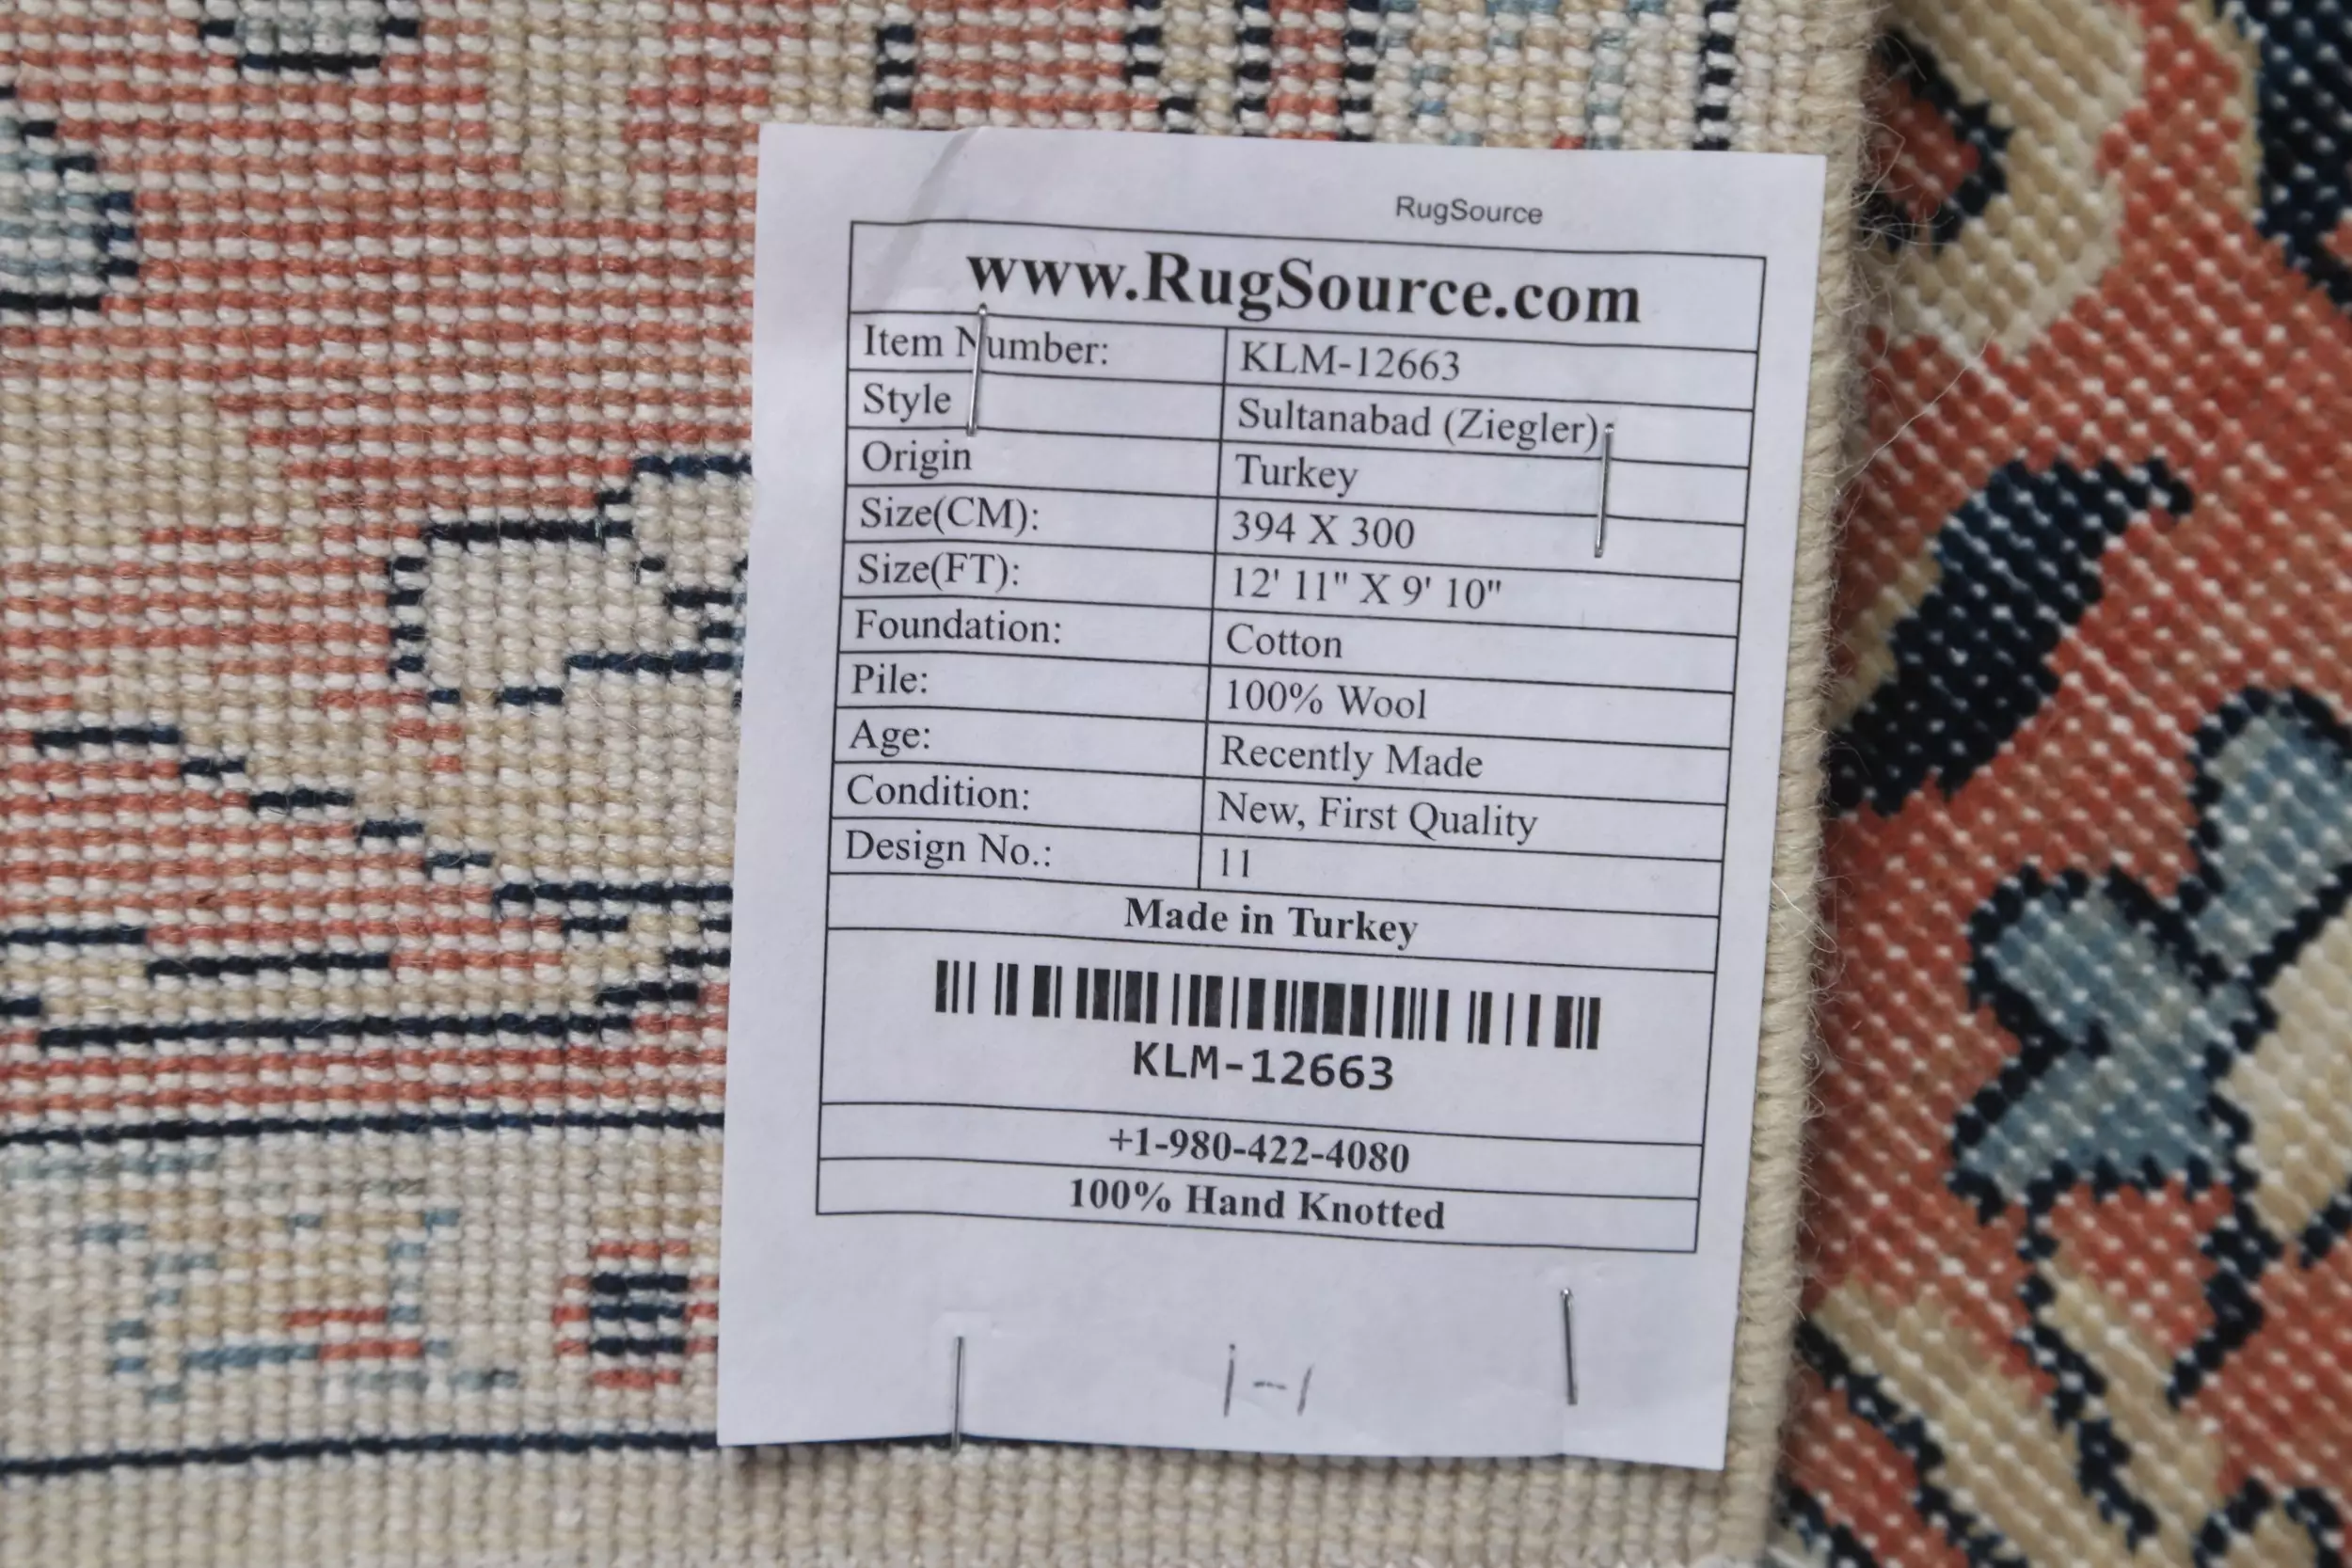 RugSource
www.RugSource.com
Item Number: KLM-12663
Style Sultanabad (Ziegler)
Origin Turkey
Size(CM): 394 X 300
Size(FT): 12' 11" X 9' 10"
Foundation: Cotton
Pile: 100% Wool
Age: Recently Made
Condition: New, First Quality
Design No.: 11
Made in Turkey
KLM-12663
+1-980-422-4080
100% Hand Knotted
1-1